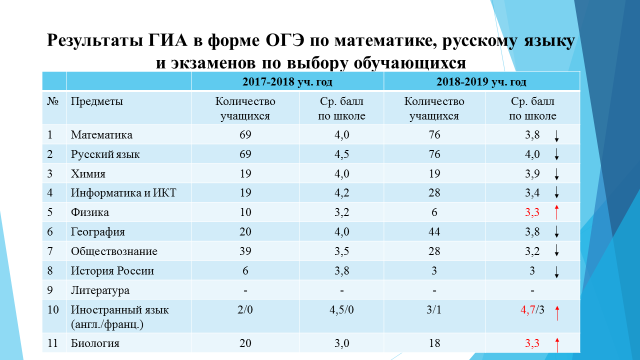 Результаты ГИА в форме ОГЭ по математике, русскому языку
и экзаменов по выбору обучающихся
2017-2018 уч. год 2018-2019 уч. год
№ Предметы Количество учащихся Ср. балл по школе Количество учащихся Ср. балл по школе
1 Математика 69 4,0 76 3,8 ↓
2 Русский язык 69 4,5 76 4,0 ↓
3 Химия 19 4,0 19 3,9 ↓
4 Информатика и ИКТ 19 4,2 28 3,4 ↓
5 Физика 10 3,2 6 3,3 ↑
6 География 20 4,0 44 3,8 ↓
7 Обществознание 39 3,5 28 3,2 ↓
8 История России 6 3,8 3 3 ↓
9 Литература - - - -
10 Иностранный язык (англ./франц.) 2/0 4,5/0 3/1 4,7/3 ↑
11 Биология 20 3,0 18 3,3 ↑